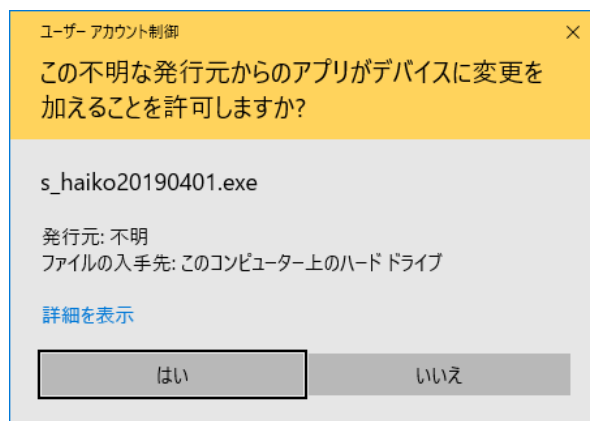 ユーザー アカウント制御
この不明な発行元からのアプリがデバイスに変更を
加えることを許可しますか?
s_haiko20190401.exe
発行元: 不明
ファイルの入手先: このコンピューター上のハード ドライブ
詳細を表示
はい
いいえ